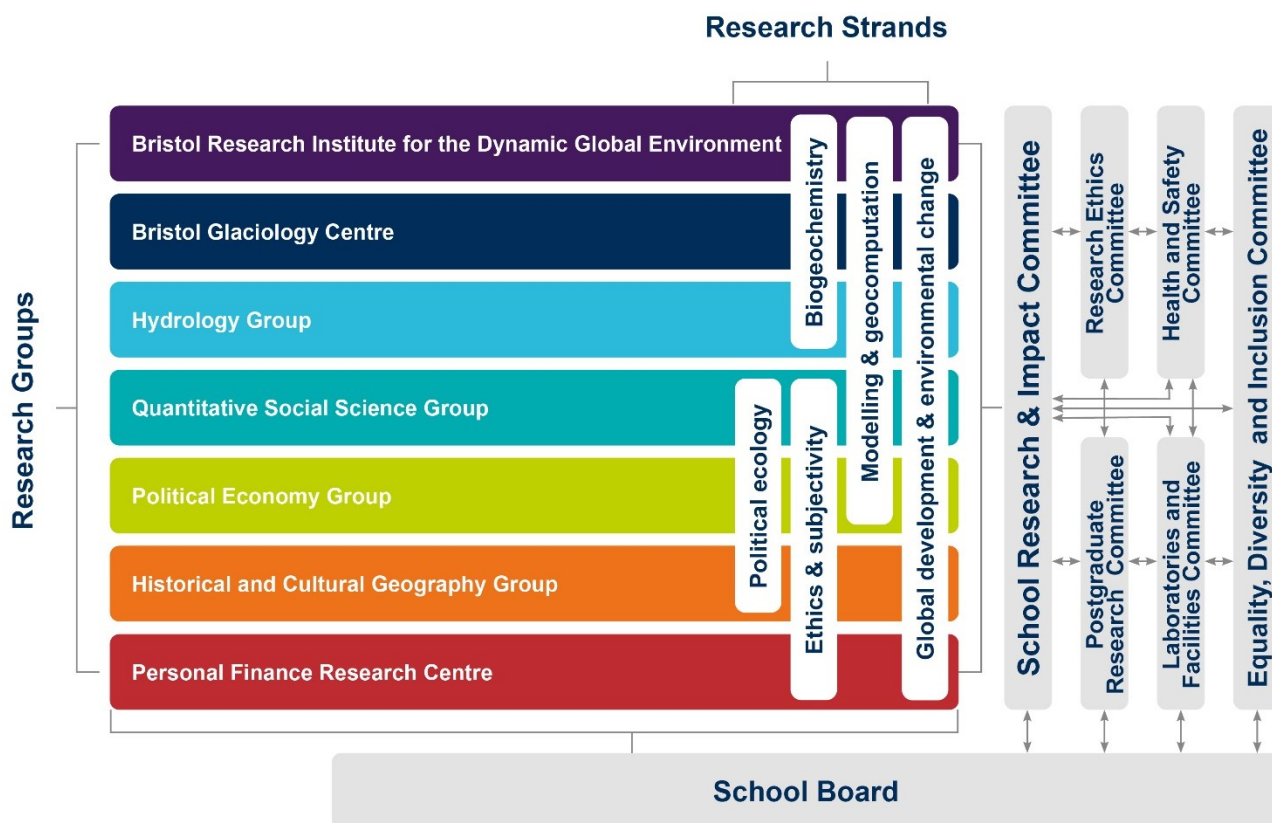 Research Strands
Research Groups
Bristol Research Institute for the Dynamic Global Environment
Bristol Glaciology Centre
Hydrology Group
Quantitative Social Science Group
Political Economy Group
Historical and Cultural Geography Group
Personal Finance Research Centre
Political ecology
Biogeochemistry
Ethics & subjectivity
Modelling & geocomputation
Global development & environmental change
School Research & Impact Committee
Research Ethics
Committee
Health and Safety
Committee
Postgraduate
Research Committee
Laboratories and
Facilities Committee
Equality, Diversity and Inclusion Committee
School Board